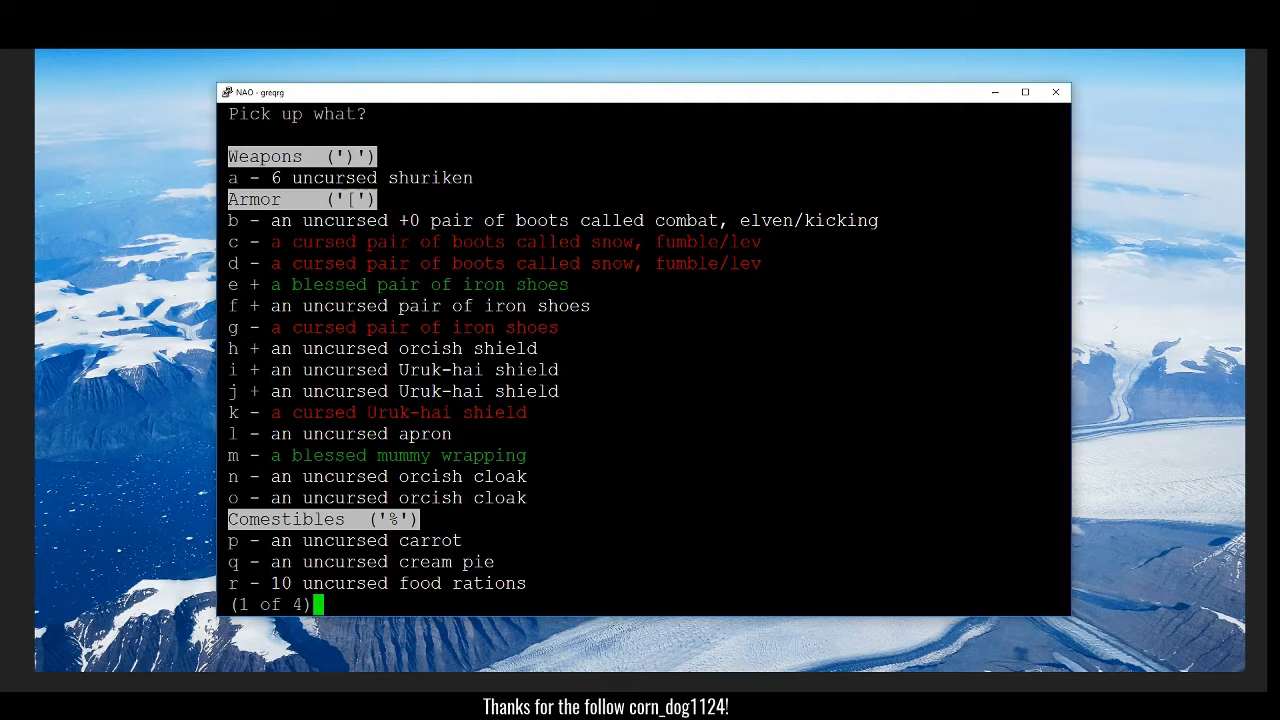 NAO - greqrg
Pick up what?
Weapons (')')
a - 6 uncursed shuriken
Armor ('[')
b - an uncursed +0 pair of boots called combat, elven/kicking
c - a cursed pair of boots called snow, fumble/lev
d - a cursed pair of boots called snow, fumble/lev
e + a blessed pair of iron shoes
f + an uncursed pair of iron shoes
g - a cursed pair of iron shoes
h + an uncursed orcish shield
i + an uncursed Uruk-hai shield
j + an uncursed Uruk-hai shield
k - a cursed Uruk-hai shield
l - an uncursed apron
m - a blessed mummy wrapping
n - an uncursed orcish cloak
o - an uncursed orcish cloak
Comestibles ('%')
p - an uncursed carrot
q - an uncursed cream pie
r - 10 uncursed food rations
(1 of 4)
Thanks for the follow corn_dog1124!